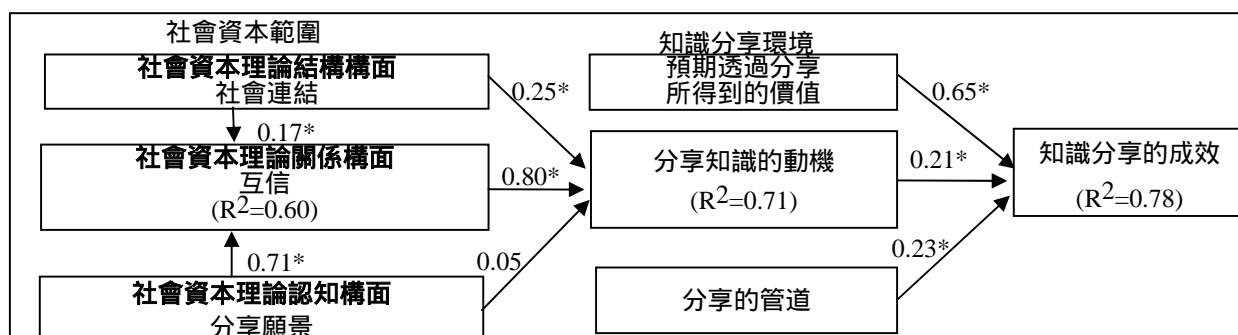 社會資本範圍
社會資本理論結構構面
社會連結
0.17*
社會資本理論關係構面
互信
(R2=0.60)
0.71*
社會資本理論認知構面
分享願景
0.25*
0.80*
0.05
知識分享環境
預期透過分享
所得到的價值
分享知識的動機
(R2=0.71)
分享的管道
0.65*
0.21*
0.23*
知識分享的成效
(R2=0.78)